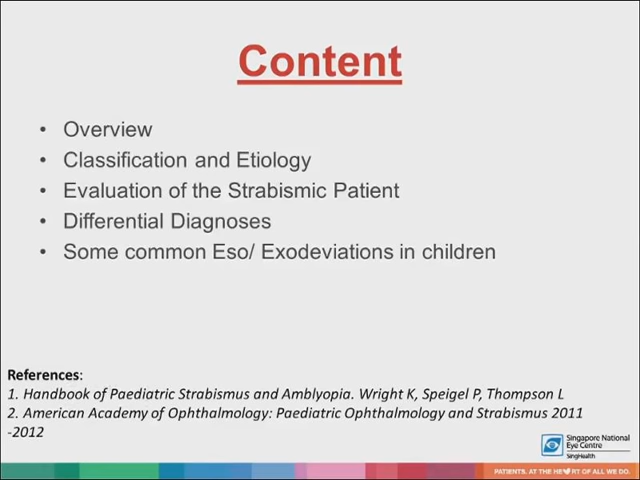 Content
• Overview
• Classification and Etiology
• Evaluation of the Strabismic Patient
• Differential Diagnoses
• Some common Eso/ Exodeviations in children
References:
1. Handbook of Paediatric Strabismus and Amblyopia. Wright K, Speigel P, Thompson L
2. American Academy of Ophthalmology: Paediatric Ophthalmology and Strabismus 2011
-2012
Singapore National
Eye Centre
SingHealth
PATIENTS. AT THE HE♥RT OF ALL WE DO.